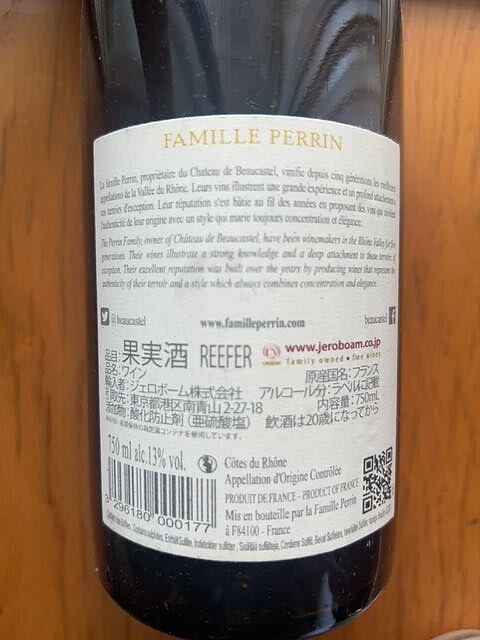 FAMILLE PERRIN
La famille Perrin, propriétaire du Chateau de Beaucastel, vinifie depuis cinq générations les meilleures
appellations de la Vallée du Rhône. Leurs vins illustrent une grande expérience et un profond attachement à
ces terroirs d'exception. Leur réputation s'est bâtie au fil des années en proposant des vins qui révèlent
l'authenticité de leur origine avec un style qui marie toujours concentration et élégance.
The Perrin Family, owner of Château de Beaucastel, have been winemakers in the Rhône Valley for five
generations. Their wines illustrate a strong knowledge and a deep attachment to these terroirs of
exception. Their excellent reputation was built over the years by producing wines that represent the
authenticity of their terroir and a style which always combines concentration and elegance.
@beaucastel www.familleperrin.com beaucastel
品目:果実酒 REEFER www.jeroboam.co.jp
family owned • fine wines
品名:ワイン 原産国名:フランス
輸入者:ジェロボーム株式会社 アルコール分:ラベルに記載
引取先:東京都港区南青山2-27-18 内容量:750mL
添加物:酸化防止剤(亜硫酸塩) 飲酒は20歳になってから
750 ml alc.13% vol.
Côtes du Rhône
Appellation d'Origine Contrôlée
PRODUIT DE FRANCE - PRODUCT OF FRANCE
Mis en bouteille par la Famille Perrin
à F84100 - France
3 296180 000177